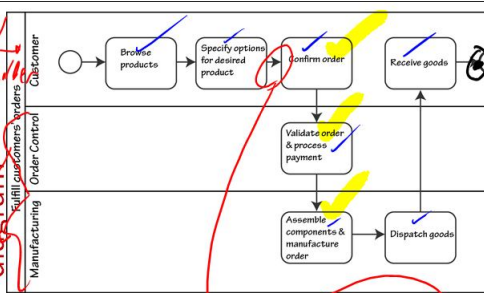 Fulfill customers' orders
Customer
Browse
products
Specify options
for desired
product
Confirm order
Receive goods
Order Control
Validate order
& process
payment
Manufacturing
Assemble
components &
manufacture
order
Dispatch goods